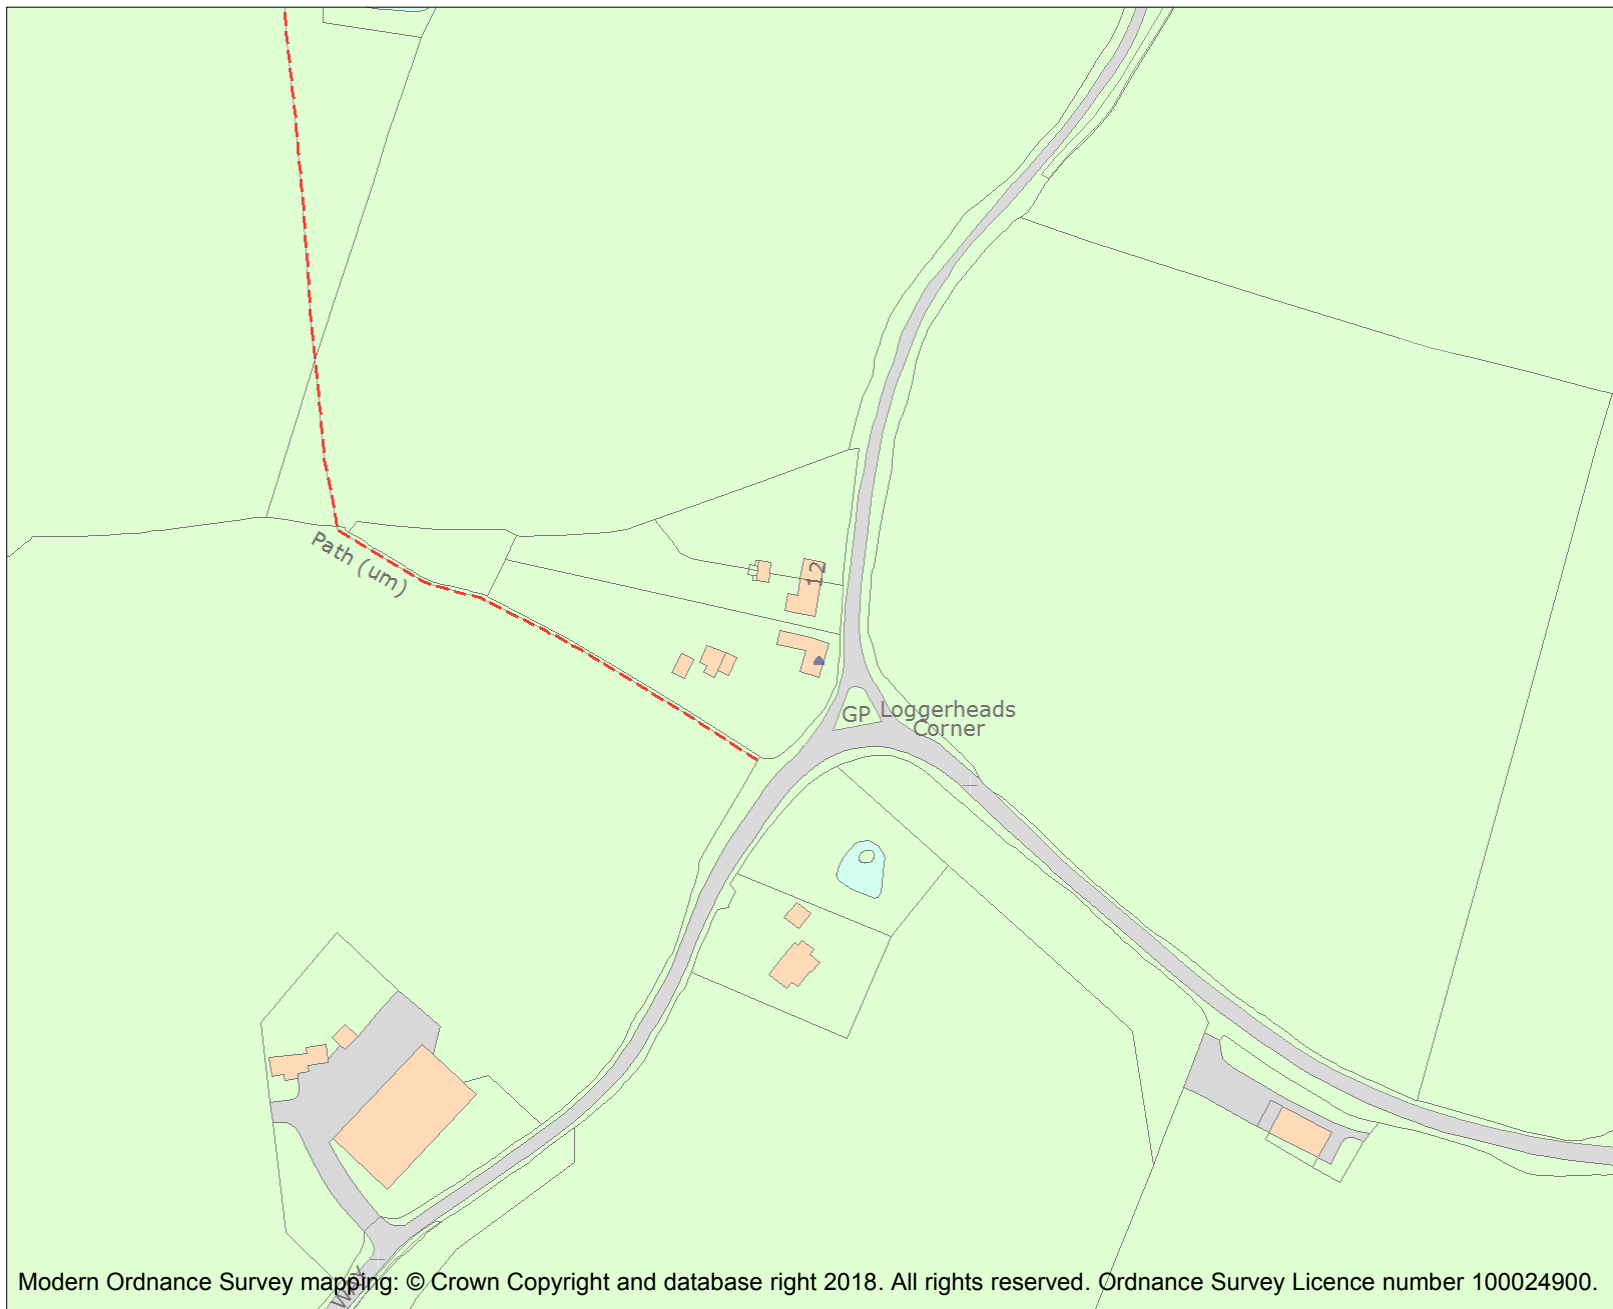 Path (um)
12
GP
Loggerheads
Corner
Way
Modern Ordnance Survey mapping: © Crown Copyright and database right 2018. All rights reserved. Ordnance Survey Licence number 100024900.